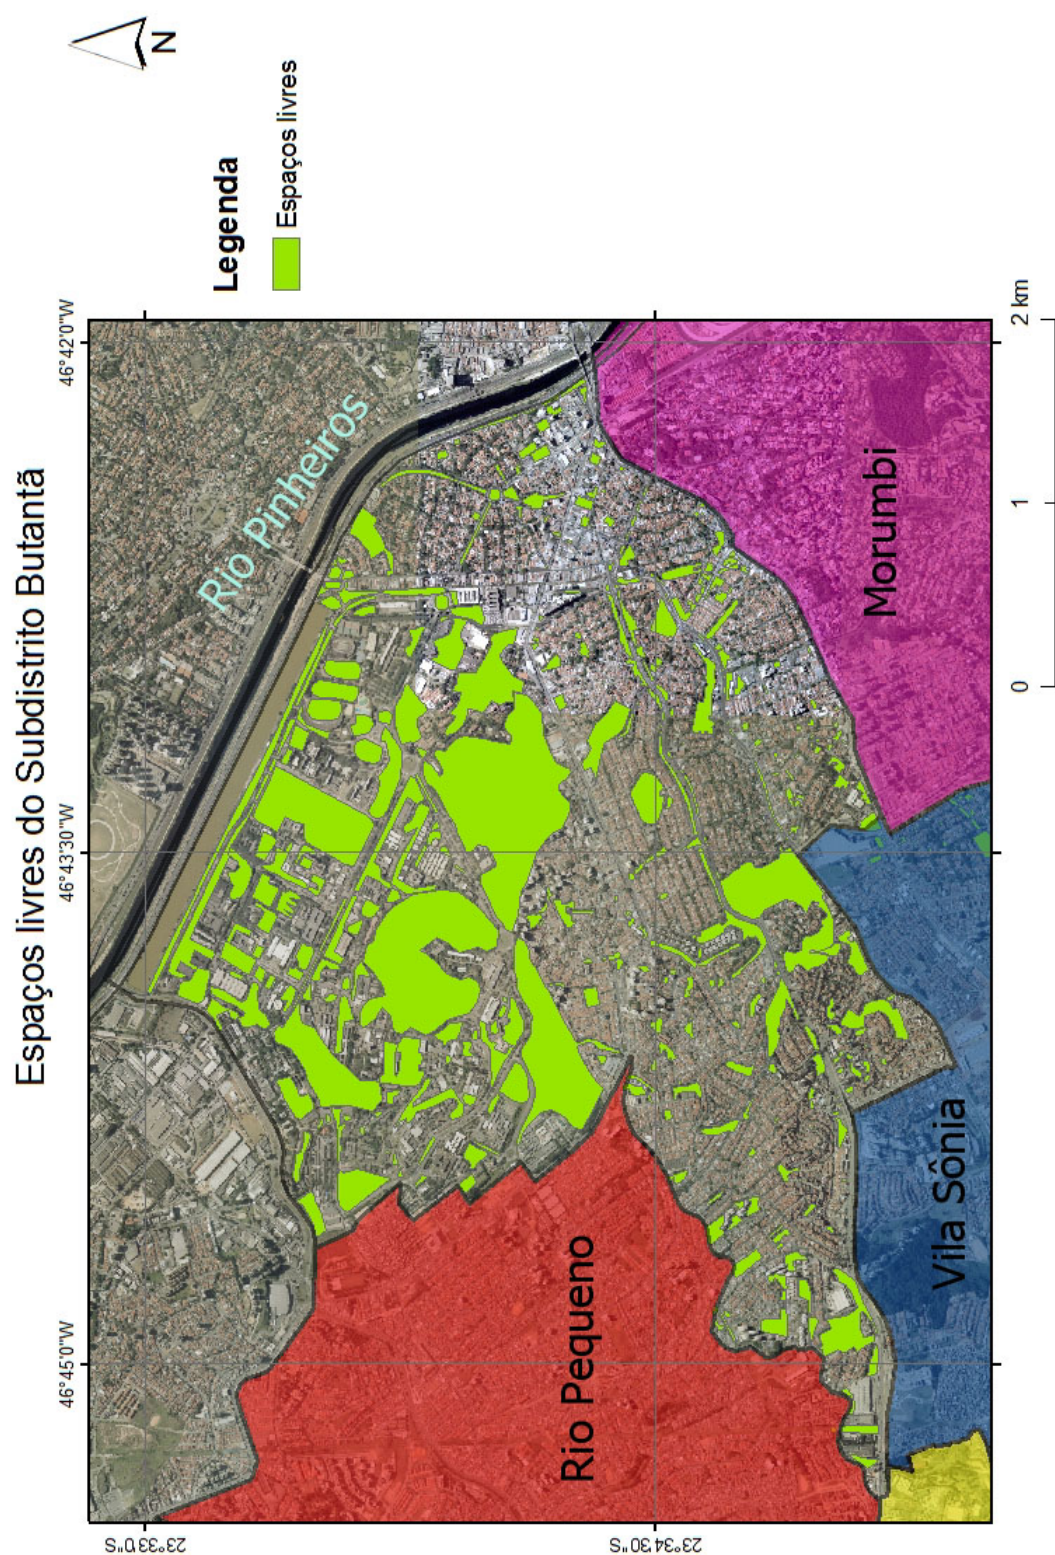 Espaços livres do Subdistrito Butantã
46°45'0"W
46°43'30"W
46°42'0"W
23°33'0"S
23°34'30"S
Rio Pinheiros
Rio Pequeno
Morumbi
Vila Sônia
N
Legenda
Espaços livres
0
1
2 km